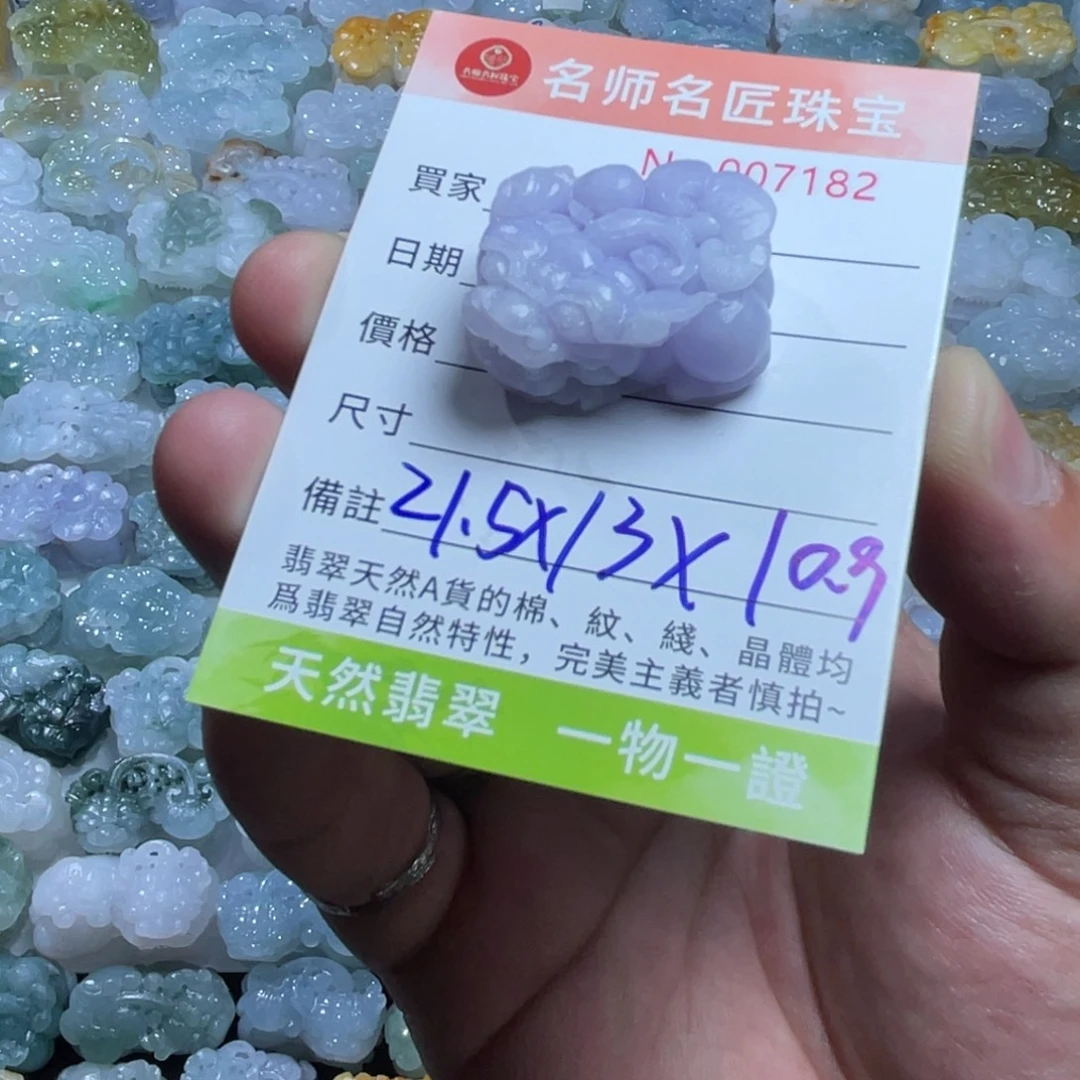 名师名匠珠宝
007182
買家
日期
價格
尺寸
備註 21.5X13X10.9
翡翠天然A貨的棉、紋、綫、晶體均
爲翡翠自然特性，完美主義者慎拍~
天然翡翠 一物一證